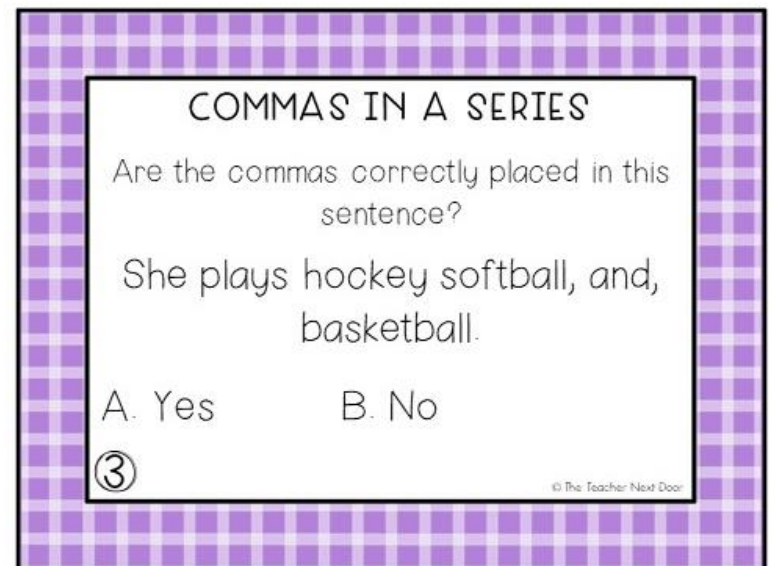 COMMAS IN A SERIES
Are the commas correctly placed in this
sentence?
She plays hockey softball, and,
basketball.
A. Yes B. No
3
© The Teacher Next Door